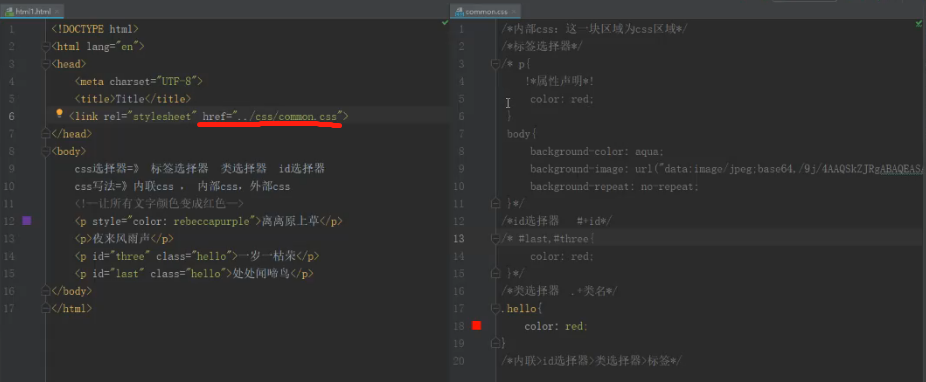 html1.html
1 <!DOCTYPE html>
2 <html lang="en">
3 <head>
4 <meta charset="UTF-8">
5 <title>Title</title>
6 <link rel="stylesheet" href="../css/common.css">
7 </head>
8 <body>
9 css选择器=》 标签选择器 类选择器 id选择器
10 css写法=》内联css ， 内部css，外部css
11 <!--让所有文字颜色变成红色-->
12 <p style="color: rebeccapurple">离离原上草</p>
13 <p>夜来风雨声</p>
14 <p id="three" class="hello">一岁一枯荣</p>
15 <p id="last" class="hello">处处闻啼鸟</p>
16 </body>
17 </html>
common.css
1 /*内部css：这一块区域为css区域*/
2 /*标签选择器*/
3 /* p{
4 !*属性声明*!
5 color: red;
6 }
7 body{
8 background-color: aqua;
9 background-image: url("data:image/jpeg;base64,/9j/4AAQSkZJRgABAQEASA
10 background-repeat: no-repeat;
11 }*/
12 /*id选择器 #+id*/
13 /* #last,#three{
14 color: red;
15 }*/
16 /*类选择器 .+类名*/
17 .hello{
18 color: red;
19 }
20 /*内联>id选择器>类选择器>标签*/